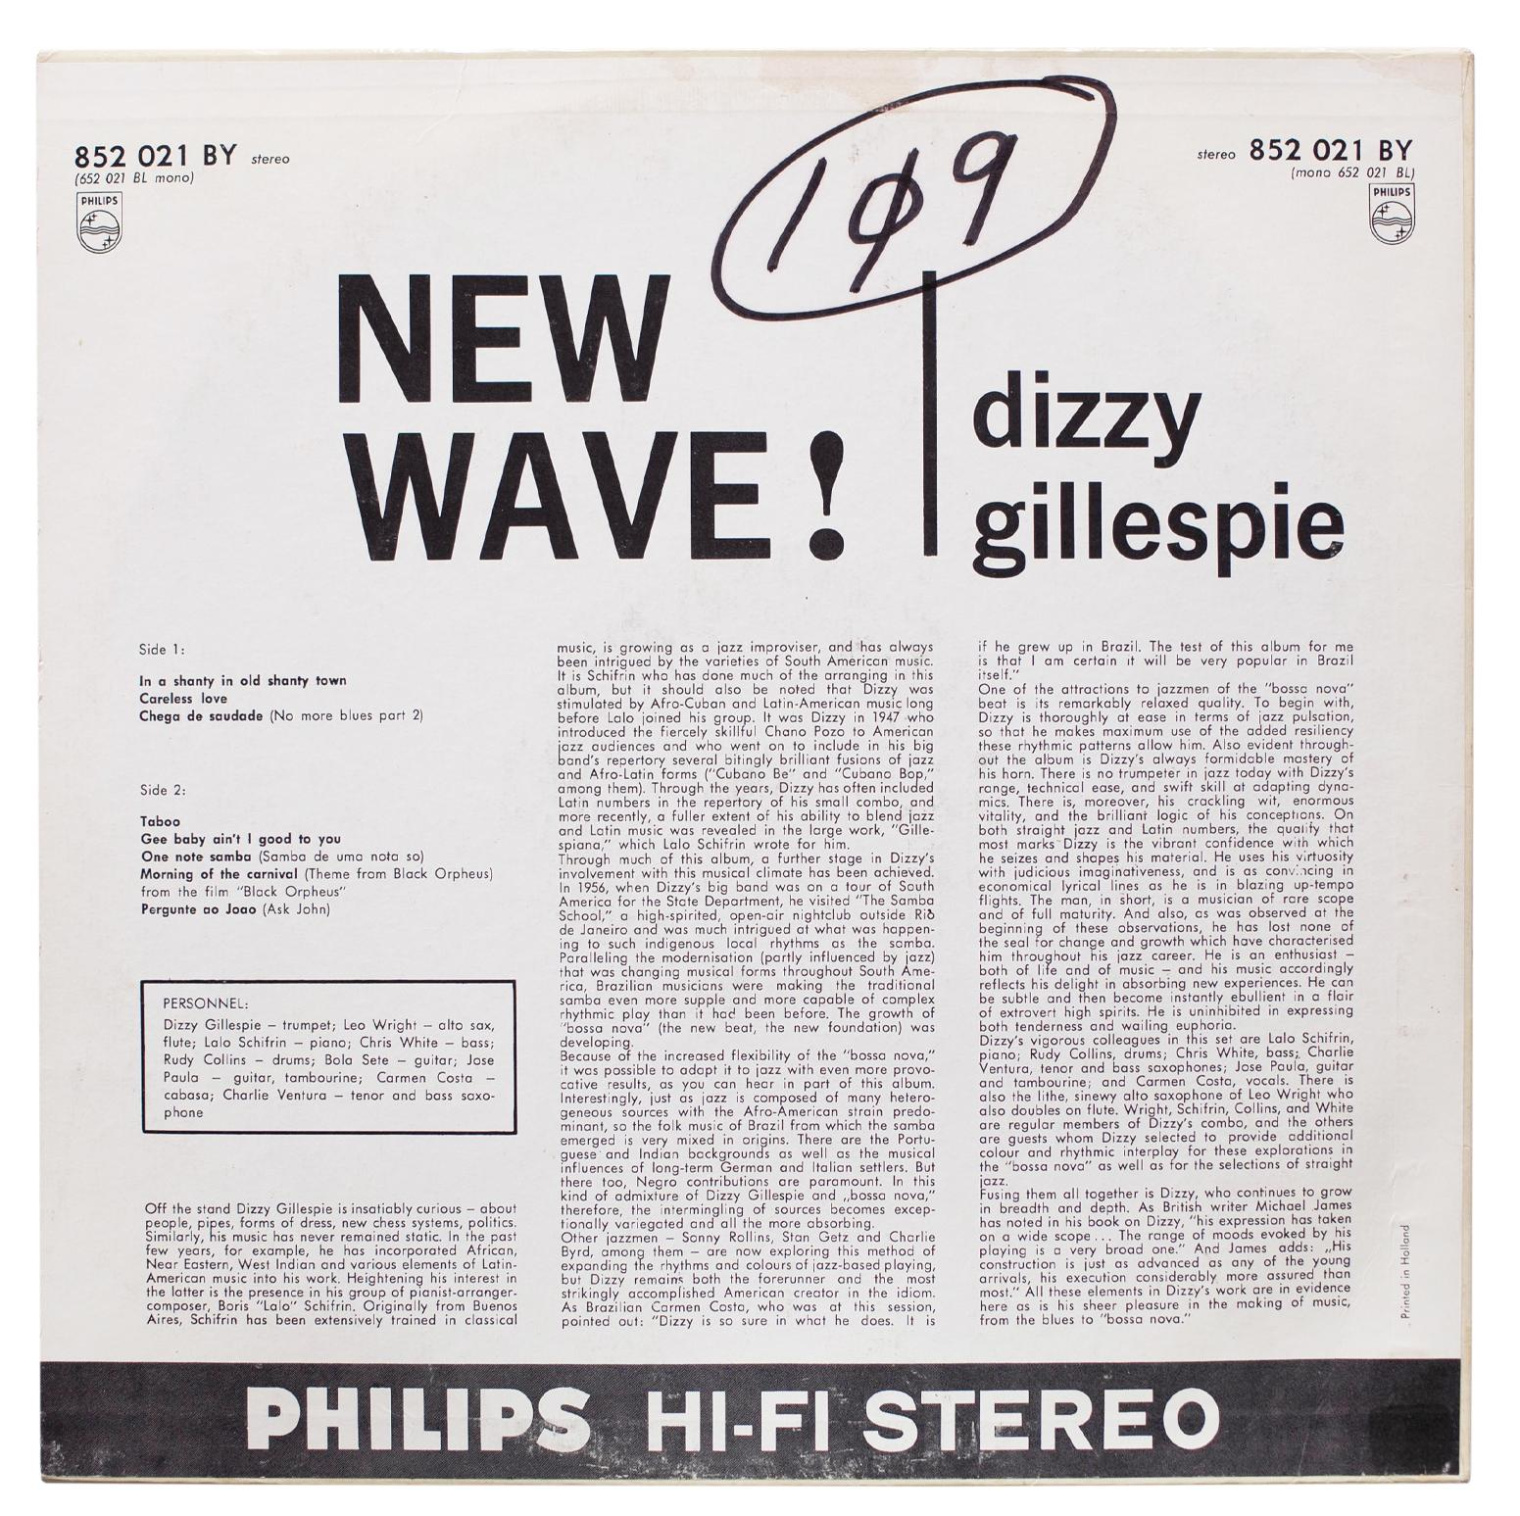 852 021 BY stereo
(652 021 BL mono)
PHILIPS
stereo 852 021 BY
(mono 652 021 BL)
PHILIPS
109
NEW
WAVE!
dizzy
gillespie
Side 1:
In a shanty in old shanty town
Careless love
Chega de saudade (No more blues part 2)
Side 2:
Taboo
Gee baby ain't I good to you
One note samba (Samba de uma nota so)
Morning of the carnival (Theme from Black Orpheus)
from the film "Black Orpheus"
Pergunte ao Joao (Ask John)
PERSONNEL:
Dizzy Gillespie – trumpet; Leo Wright – alto sax,
flute; Lalo Schifrin – piano; Chris White – bass;
Rudy Collins – drums; Bola Sete – guitar; Jose
Paula – guitar, tambourine; Carmen Costa –
cabasa; Charlie Ventura – tenor and bass saxo-
phone
Off the stand Dizzy Gillespie is insatiably curious – about
people, pipes, forms of dress, new chess systems, politics.
Similarly, his music has never remained static. In the past
few years, for example, he has incorporated African,
Near Eastern, West Indian and various elements of Latin-
American music into his work. Heightening his interest in
the latter is the presence in his group of pianist-arranger-
composer, Boris "Lalo" Schifrin. Originally from Buenos
Aires, Schifrin has been extensively trained in classical
music, is growing as a jazz improviser, and has always
been intrigued by the varieties of South American music.
It is Schifrin who has done much of the arranging in this
album, but it should also be noted that Dizzy was
stimulated by Afro-Cuban and Latin-American music long
before Lalo joined his group. It was Dizzy in 1947 who
introduced the fiercely skillful Chano Pozo to American
jazz audiences and who went on to include in his big
band's repertory several bitingly brilliant fusions of jazz
and Afro-Latin forms ("Cubano Be" and "Cubano Bop,"
among them). Through the years, Dizzy has often included
Latin numbers in the repertory of his small combo, and
more recently, a fuller extent of his ability to blend jazz
and Latin music was revealed in the large work, "Gille-
spiana," which Lalo Schifrin wrote for him.
Through much of this album, a further stage in Dizzy's
involvement with this musical climate has been achieved.
In 1956, when Dizzy's big band was on a tour of South
America for the State Department, he visited "The Samba
School," a high-spirited, open-air nightclub outside Rio
de Janeiro and was much intrigued at what was happen-
ing to such indigenous local rhythms as the samba.
Paralleling the modernisation (partly influenced by jazz)
that was changing musical forms throughout South Ame-
rica, Brazilian musicians were making the traditional
samba even more supple and more capable of complex
rhythmic play than it had been before. The growth of
"bossa nova" (the new beat, the new foundation) was
developing.
Because of the increased flexibility of the "bossa nova,"
it was possible to adapt it to jazz with even more provo-
cative results, as you can hear in part of this album.
Interestingly, just as jazz is composed of many hetero-
geneous sources with the Afro-American strain predo-
minant, so the folk music of Brazil from which the samba
emerged is very mixed in origins. There are the Portu-
guese and Indian backgrounds as well as the musical
influences of long-term German and Italian settlers. But
there too, Negro contributions are paramount. In this
kind of admixture of Dizzy Gillespie and „bossa nova,"
therefore, the intermingling of sources becomes excep-
tionally variegated and all the more absorbing.
Other jazzmen – Sonny Rollins, Stan Getz and Charlie
Byrd, among them – are now exploring this method of
expanding the rhythms and colours of jazz-based playing,
but Dizzy remains both the forerunner and the most
strikingly accomplished American creator in the idiom.
As Brazilian Carmen Costa, who was at this session,
pointed out: "Dizzy is so sure in what he does. It is
if he grew up in Brazil. The test of this album for me
is that I am certain it will be very popular in Brazil
itself."
One of the attractions to jazzmen of the "bossc nova"
beat is its remarkably relaxed quality. To begin with,
Dizzy is thoroughly at ease in terms of jazz pulsation,
so that he makes maximum use of the added resiliency
these rhythmic patterns allow him. Also evident through-
out the album is Dizzy's always formidable mastery of
his horn. There is no trumpeter in jazz today with Dizzy's
range, technical ease, and swift skill at adapting dyna-
mics. There is, moreover, his crackling wit, enormous
vitality, and the brilliant logic of his conceptions. On
both straight jazz and Latin numbers, the quality that
most marks Dizzy is the vibrant confidence with which
he seizes and shapes his material. He uses his virtuosity
with judicious imaginativeness, and is as convincing in
economical lyrical lines as he is in blazing up-tempo
flights. The man, in short, is a musician of rare scope
and of full maturity. And also, as was observed at the
beginning of these observations, he has lost none of
the seal for change and growth which have characterised
him throughout his jazz career. He is an enthusiast –
both of life and of music – and his music accordingly
reflects his delight in absorbing new experiences. He can
be subtle and then become instantly ebullient in a flair
of extrovert high spirits. He is uninhibited in expressing
both tenderness and wailing euphoria.
Dizzy's vigorous colleagues in this set are Lalo Schifrin,
piano; Rudy Collins, drums; Chris White, bass; Charlie
Ventura, tenor and bass saxophones; Jose Paula, guitar
and tambourine; and Carmen Costa, vocals. There is
also the lithe, sinewy alto saxophone of Leo Wright who
also doubles on flute. Wright, Schifrin, Collins, and White
are regular members of Dizzy's combo, and the others
are guests whom Dizzy selected to provide additional
colour and rhythmic interplay for these explorations in
the "bossa nova" as well as for the selections of straight
jazz.
Fusing them all together is Dizzy, who continues to grow
in breadth and depth. As British writer Michael James
has noted in his book on Dizzy, "his expression has taken
on a wide scope... The range of moods evoked by his
playing is a very broad one." And James adds: „His
construction is just as advanced as any of the young
arrivals, his execution considerably more assured than
most." All these elements in Dizzy's work are in evidence
here as is his sheer pleasure in the making of music,
from the blues to "bossa nova."
Printed in Holland
PHILIPS HI-FI STEREO